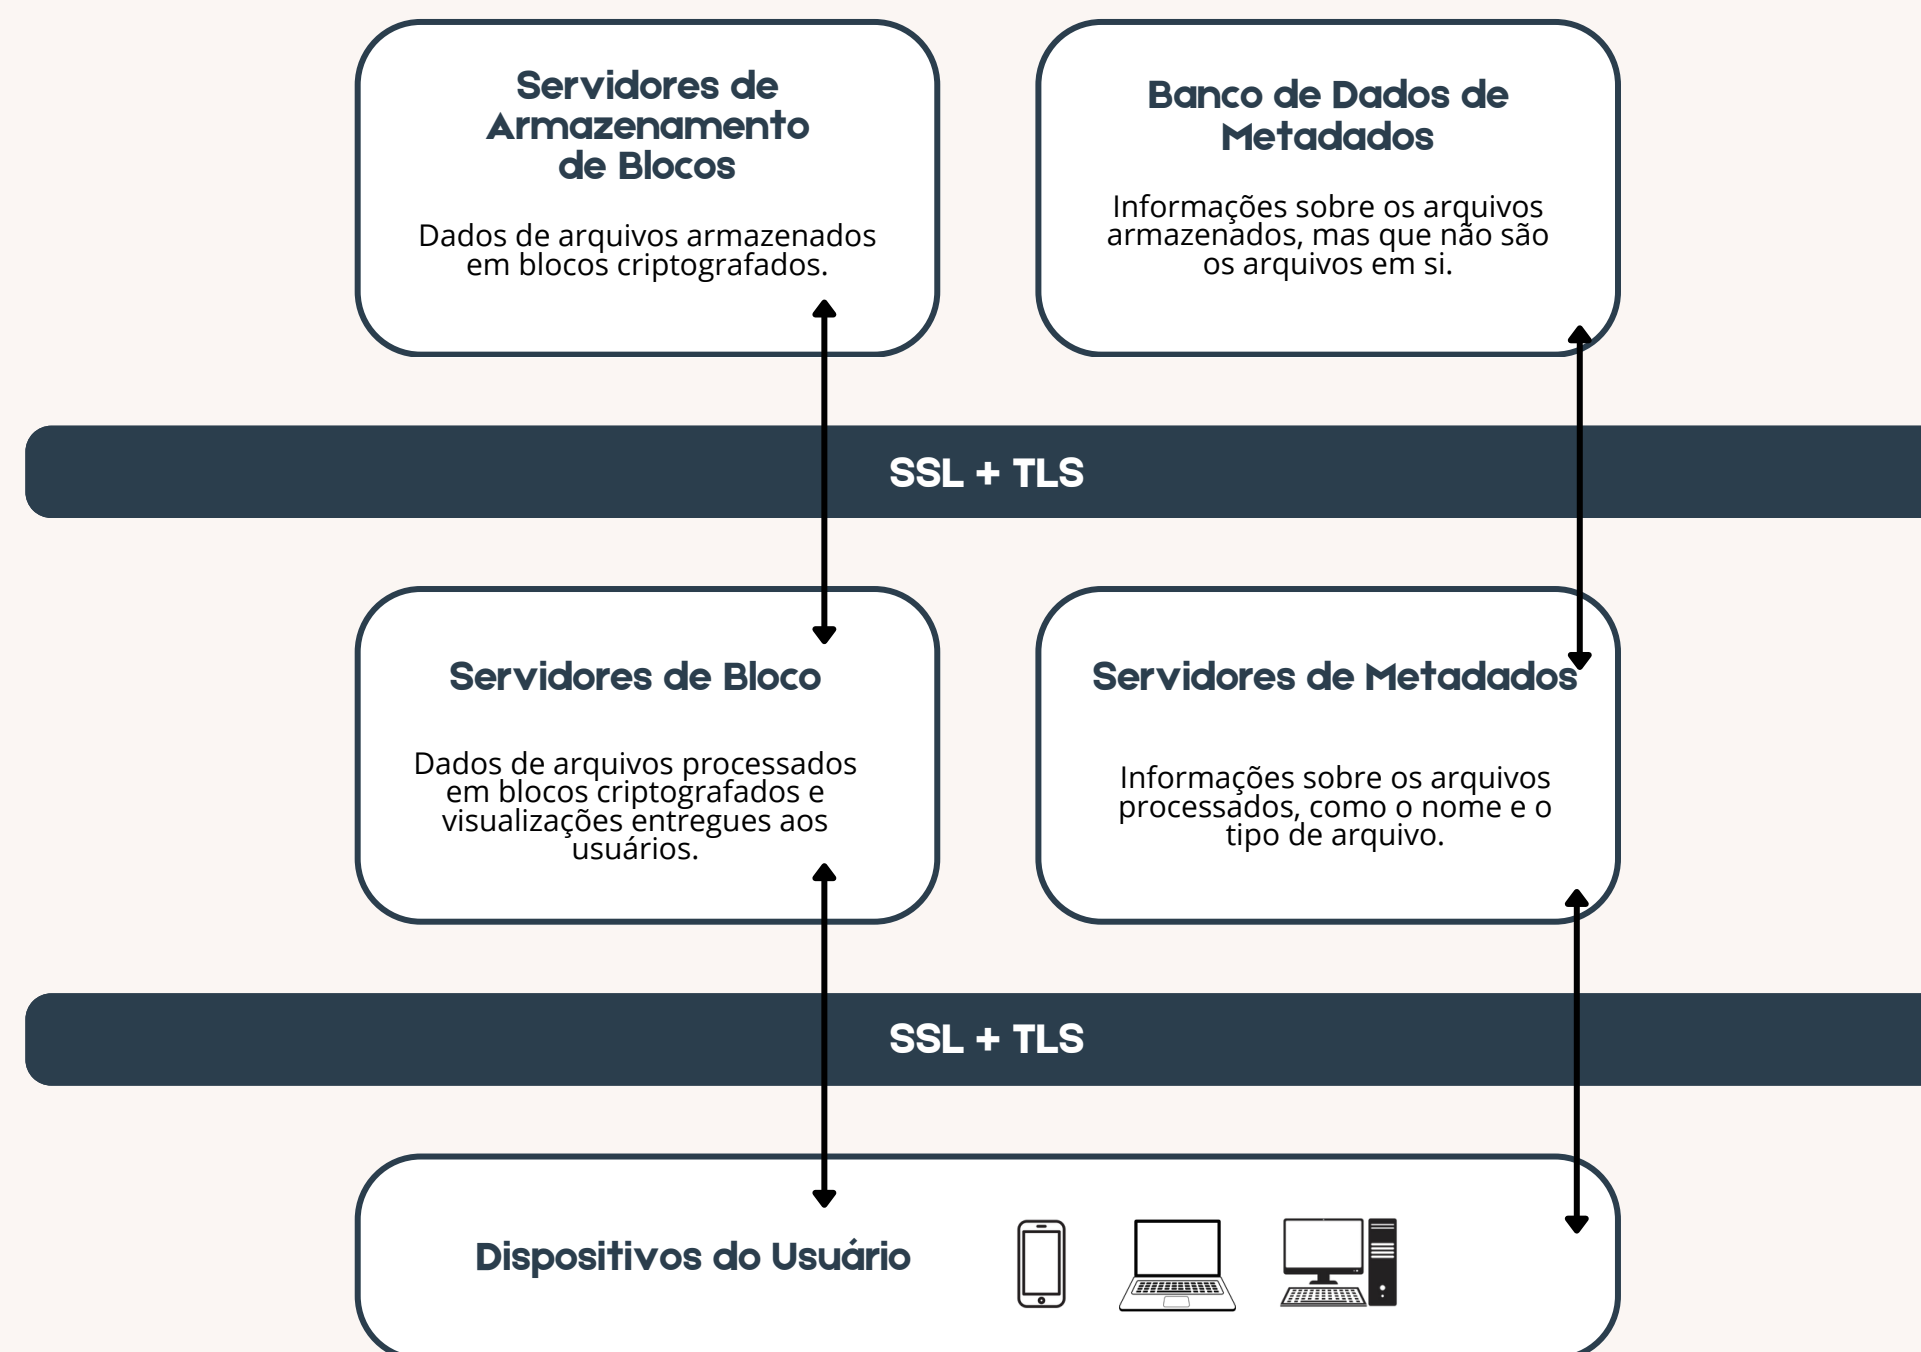 Servidores de
Armazenamento
de Blocos
Dados de arquivos armazenados
em blocos criptografados.
Banco de Dados de
Metadados
Informações sobre os arquivos
armazenados, mas que não são
os arquivos em si.
SSL + TLS
Servidores de Bloco
Dados de arquivos processados
em blocos criptografados e
visualizações entregues aos
usuários.
Servidores de Metadados
Informações sobre os arquivos
processados, como o nome e o
tipo de arquivo.
SSL + TLS
Dispositivos do Usuário